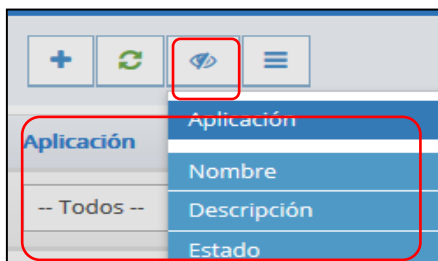 Aplicación
Aplicación
Nombre
-- Todos --
Descripción
Estado